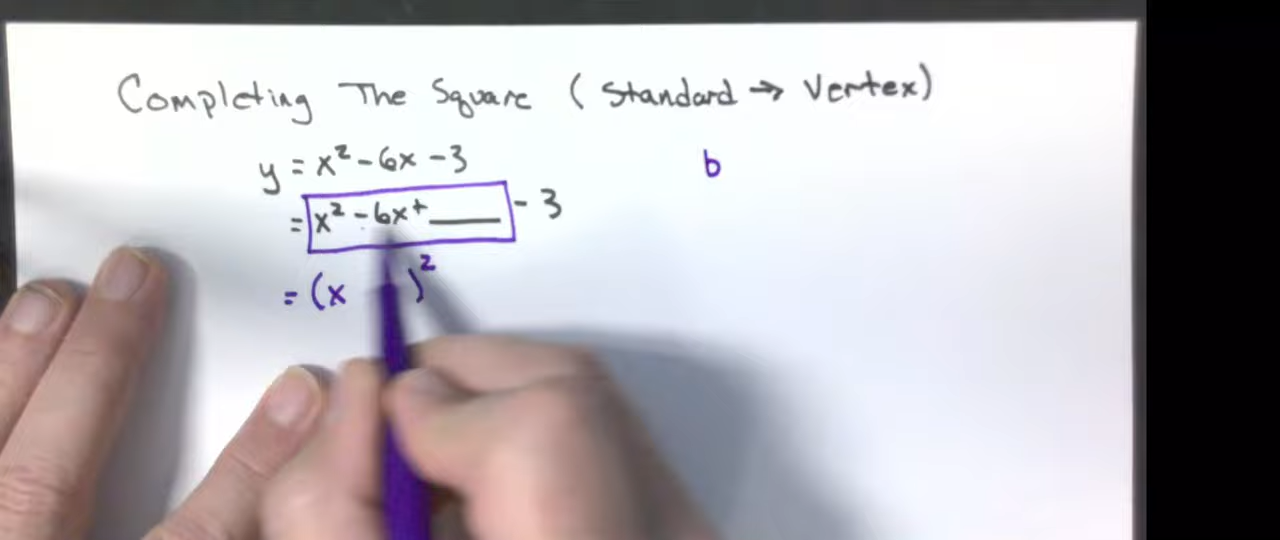 Completing The Square (Standard → Vertex)
y = x² - 6x - 3
b
= x² - 6x + ____ - 3
= (x )²